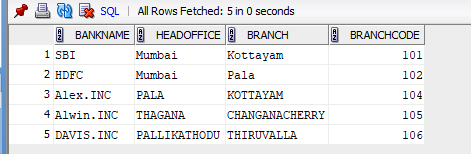 SQL | All Rows Fetched: 5 in 0 seconds
BANKNAME HEADOFFICE BRANCH BRANCHCODE
1 SBI Mumbai Kottayam 101
2 HDFC Mumbai Pala 102
3 Alex.INC PALA KOTTAYAM 104
4 Alwin.INC THAGANA CHANGANACHERRY 105
5 DAVIS.INC PALLIKATHODU THIRUVALLA 106